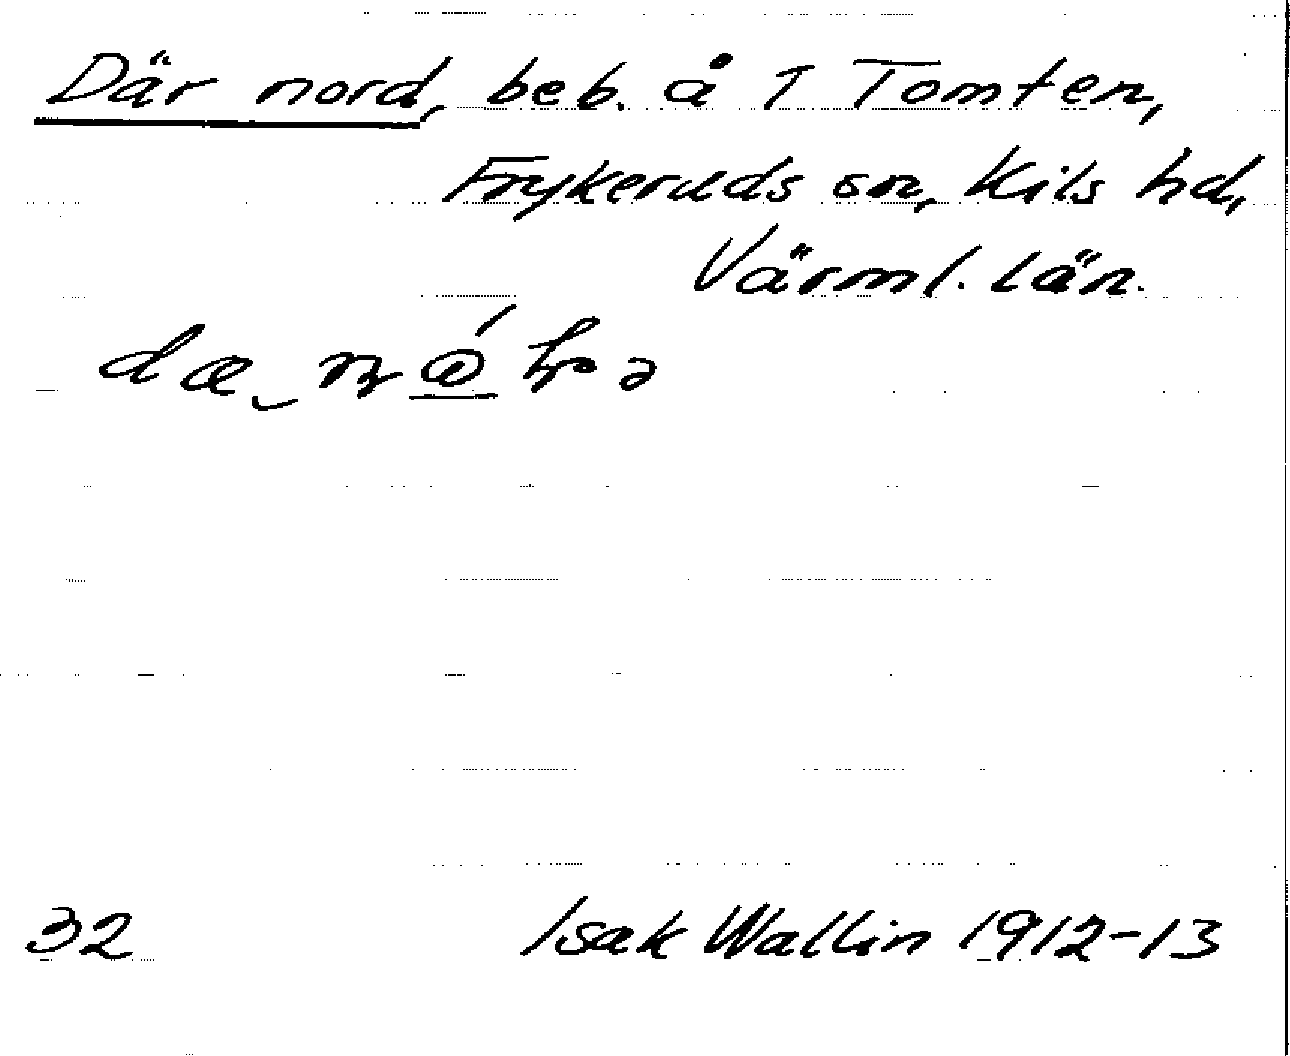 Där nord, beb. å 1 Tomten,
Frykeruds sn, Kils hd,
Värml. län.
32
Isak Wallin 1912-13